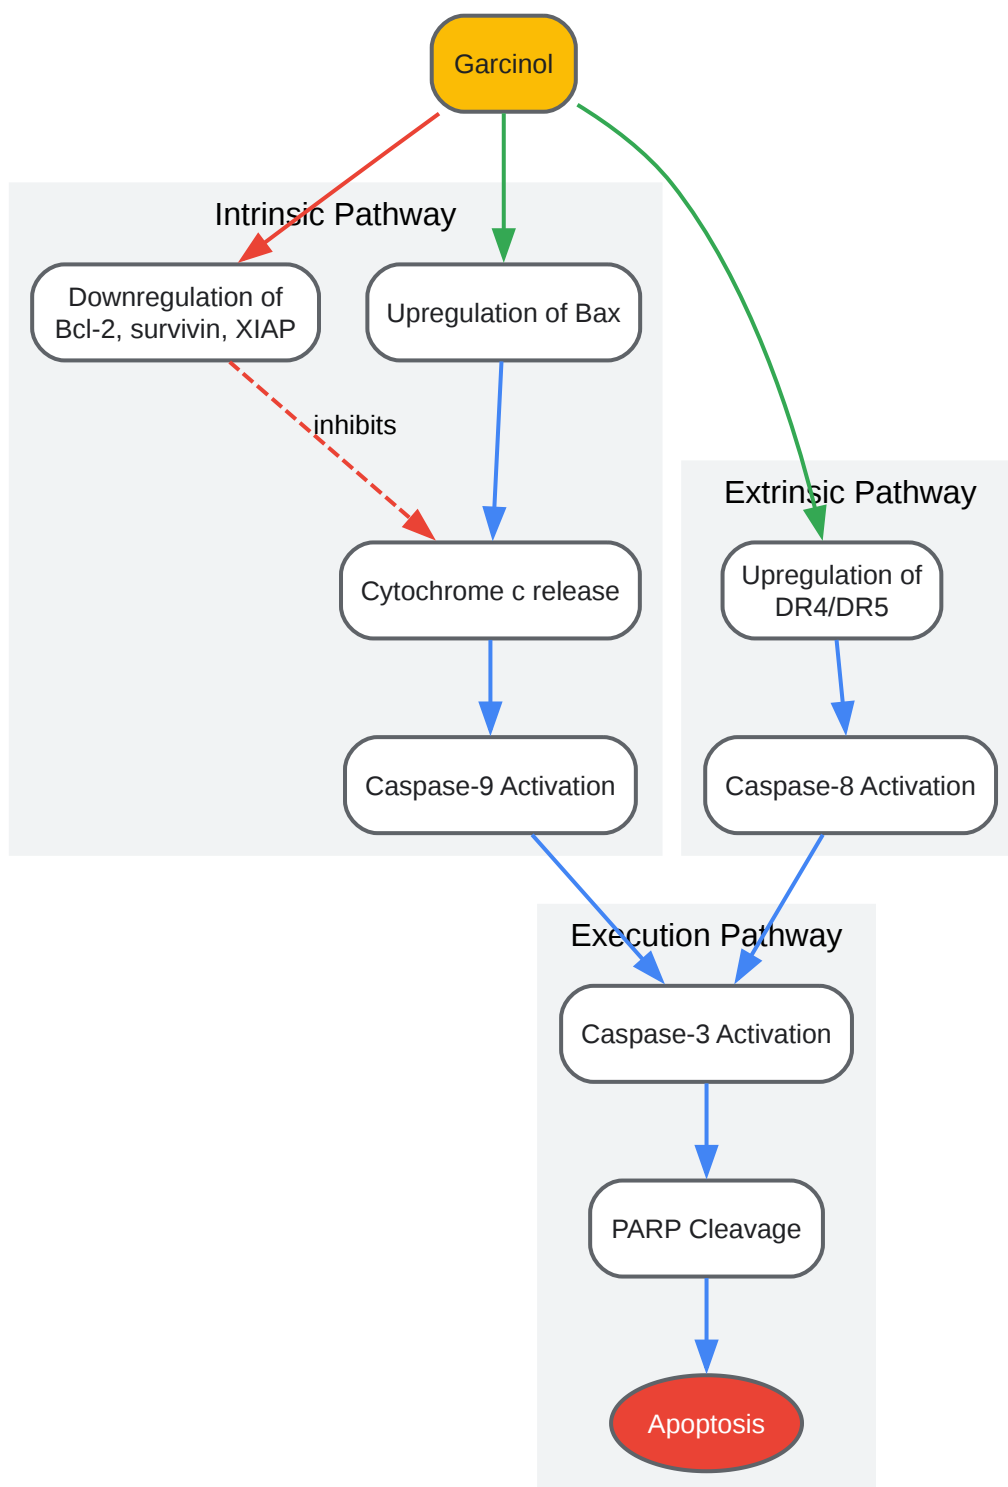 Garcinol
Intrinsic Pathway
Downregulation of
Bcl-2, survivin, XIAP
Upregulation of Bax
inhibits
Extrinsic Pathway
Cytochrome c release
Upregulation of
DR4/DR5
Caspase-9 Activation
Caspase-8 Activation
Execution Pathway
Caspase-3 Activation
PARP Cleavage
Apoptosis